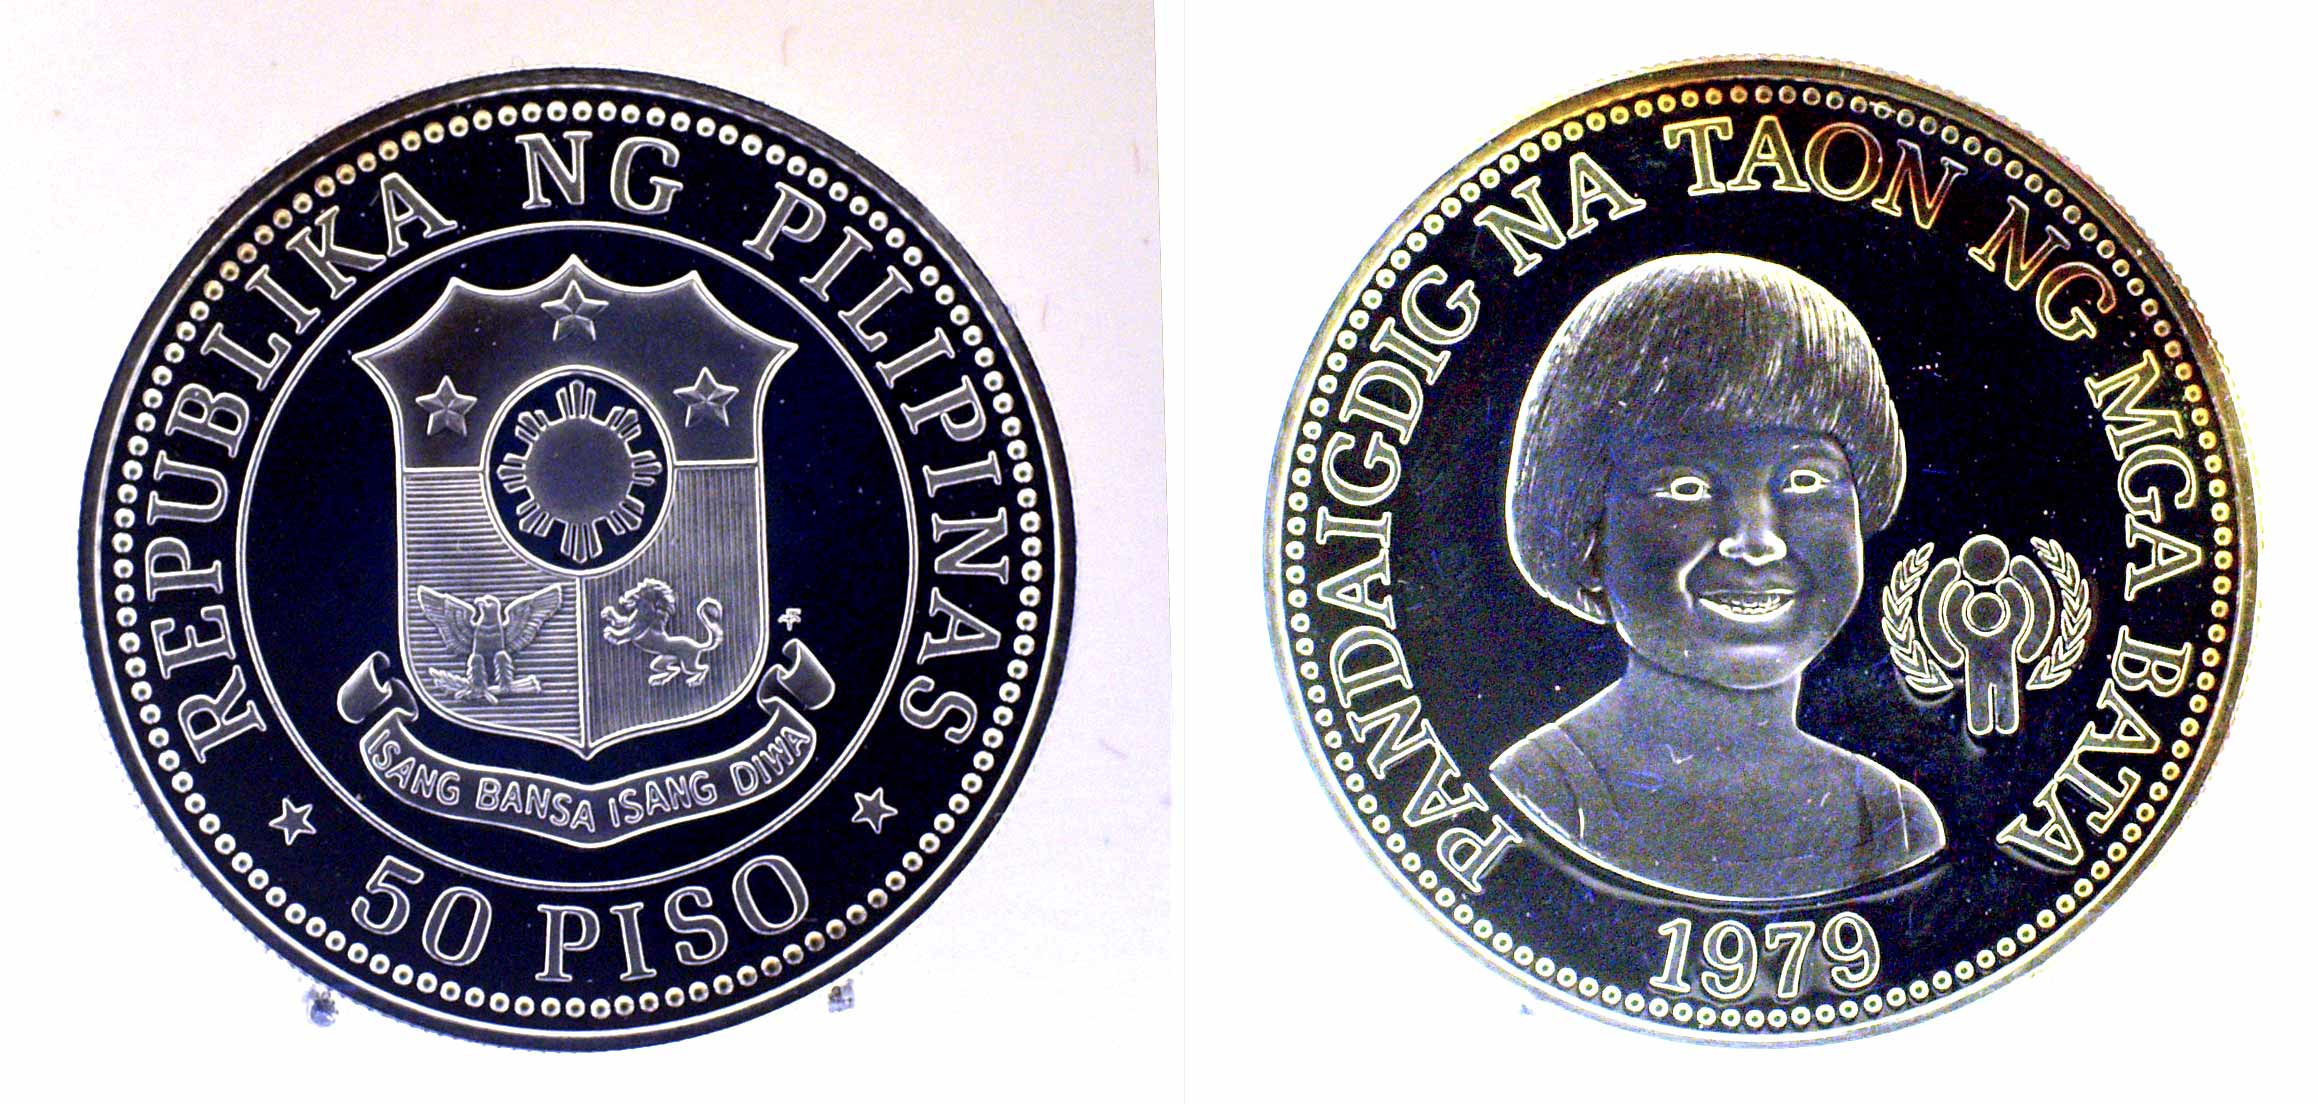 REPUBLIKA NG PILIPINAS
ISANG BANSA ISANG DIWA
50 PISO
PANDAIGDIG NA TAON NG MGA BATA
1979